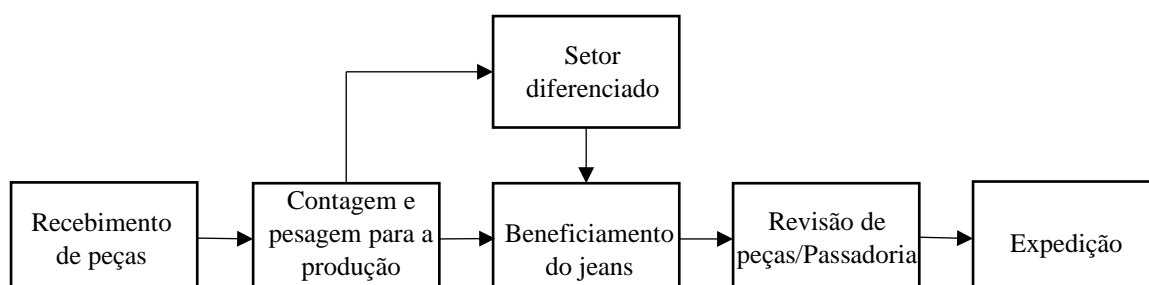 Setor
diferenciado
Recebimento
de peças
Contagem e
pesagem para a
produção
Beneficiamento
do jeans
Revisão de
peças/Passadoria
Expedição